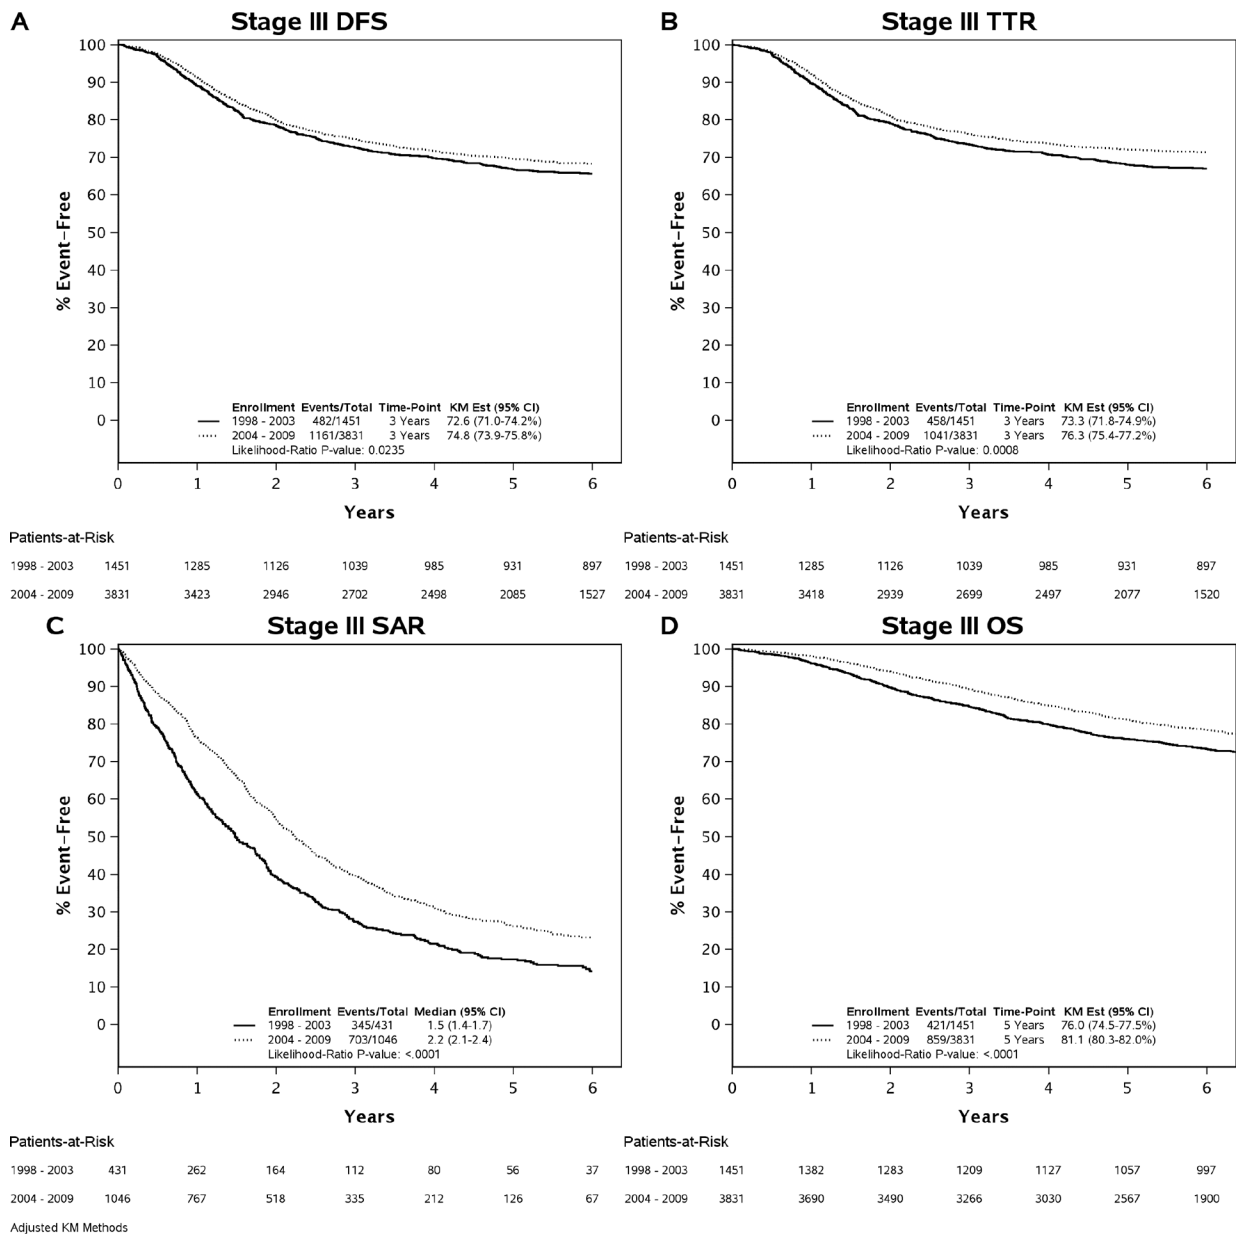 A Stage III DFS
% Event-Free
100
90
80
70
60
50
40
30
20
10
0
Enrollment Events/Total Time-Point KM Est (95% CI)
1998 - 2003 482/1451 3 Years 72.6 (71.0-74.2%)
2004 - 2009 1161/3831 3 Years 74.8 (73.9-75.8%)
Likelihood-Ratio P-value: 0.0235
0 1 2 3 4 5 6
Years
Patients-at-Risk
1998 - 2003 1451 1285 1126 1039 985 931 897
2004 - 2009 3831 3423 2946 2702 2498 2085 1527
B Stage III TTR
% Event-Free
100
90
80
70
60
50
40
30
20
10
0
Enrollment Events/Total Time-Point KM Est (95% CI)
1998 - 2003 458/1451 3 Years 73.3 (71.8-74.9%)
2004 - 2009 1041/3831 3 Years 76.3 (75.4-77.2%)
Likelihood-Ratio P-value: 0.0008
0 1 2 3 4 5 6
Years
Patients-at-Risk
1998 - 2003 1451 1285 1126 1039 985 931 897
2004 - 2009 3831 3418 2939 2699 2497 2077 1520
C Stage III SAR
% Event-Free
100
90
80
70
60
50
40
30
20
10
0
Enrollment Events/Total Median (95% CI)
1998 - 2003 345/431 1.5 (1.4-1.7)
2004 - 2009 703/1046 2.2 (2.1-2.4)
Likelihood-Ratio P-value: <.0001
0 1 2 3 4 5 6
Years
Patients-at-Risk
1998 - 2003 431 262 164 112 80 56 37
2004 - 2009 1046 767 518 335 212 126 67
Adjusted KM Methods
D Stage III OS
% Event-Free
100
90
80
70
60
50
40
30
20
10
0
Enrollment Events/Total Time-Point KM Est (95% CI)
1998 - 2003 421/1451 5 Years 76.0 (74.5-77.5%)
2004 - 2009 859/3831 5 Years 81.1 (80.3-82.0%)
Likelihood-Ratio P-value: <.0001
0 1 2 3 4 5 6
Years
Patients-at-Risk
1998 - 2003 1451 1382 1283 1209 1127 1057 997
2004 - 2009 3831 3690 3490 3266 3030 2567 1900